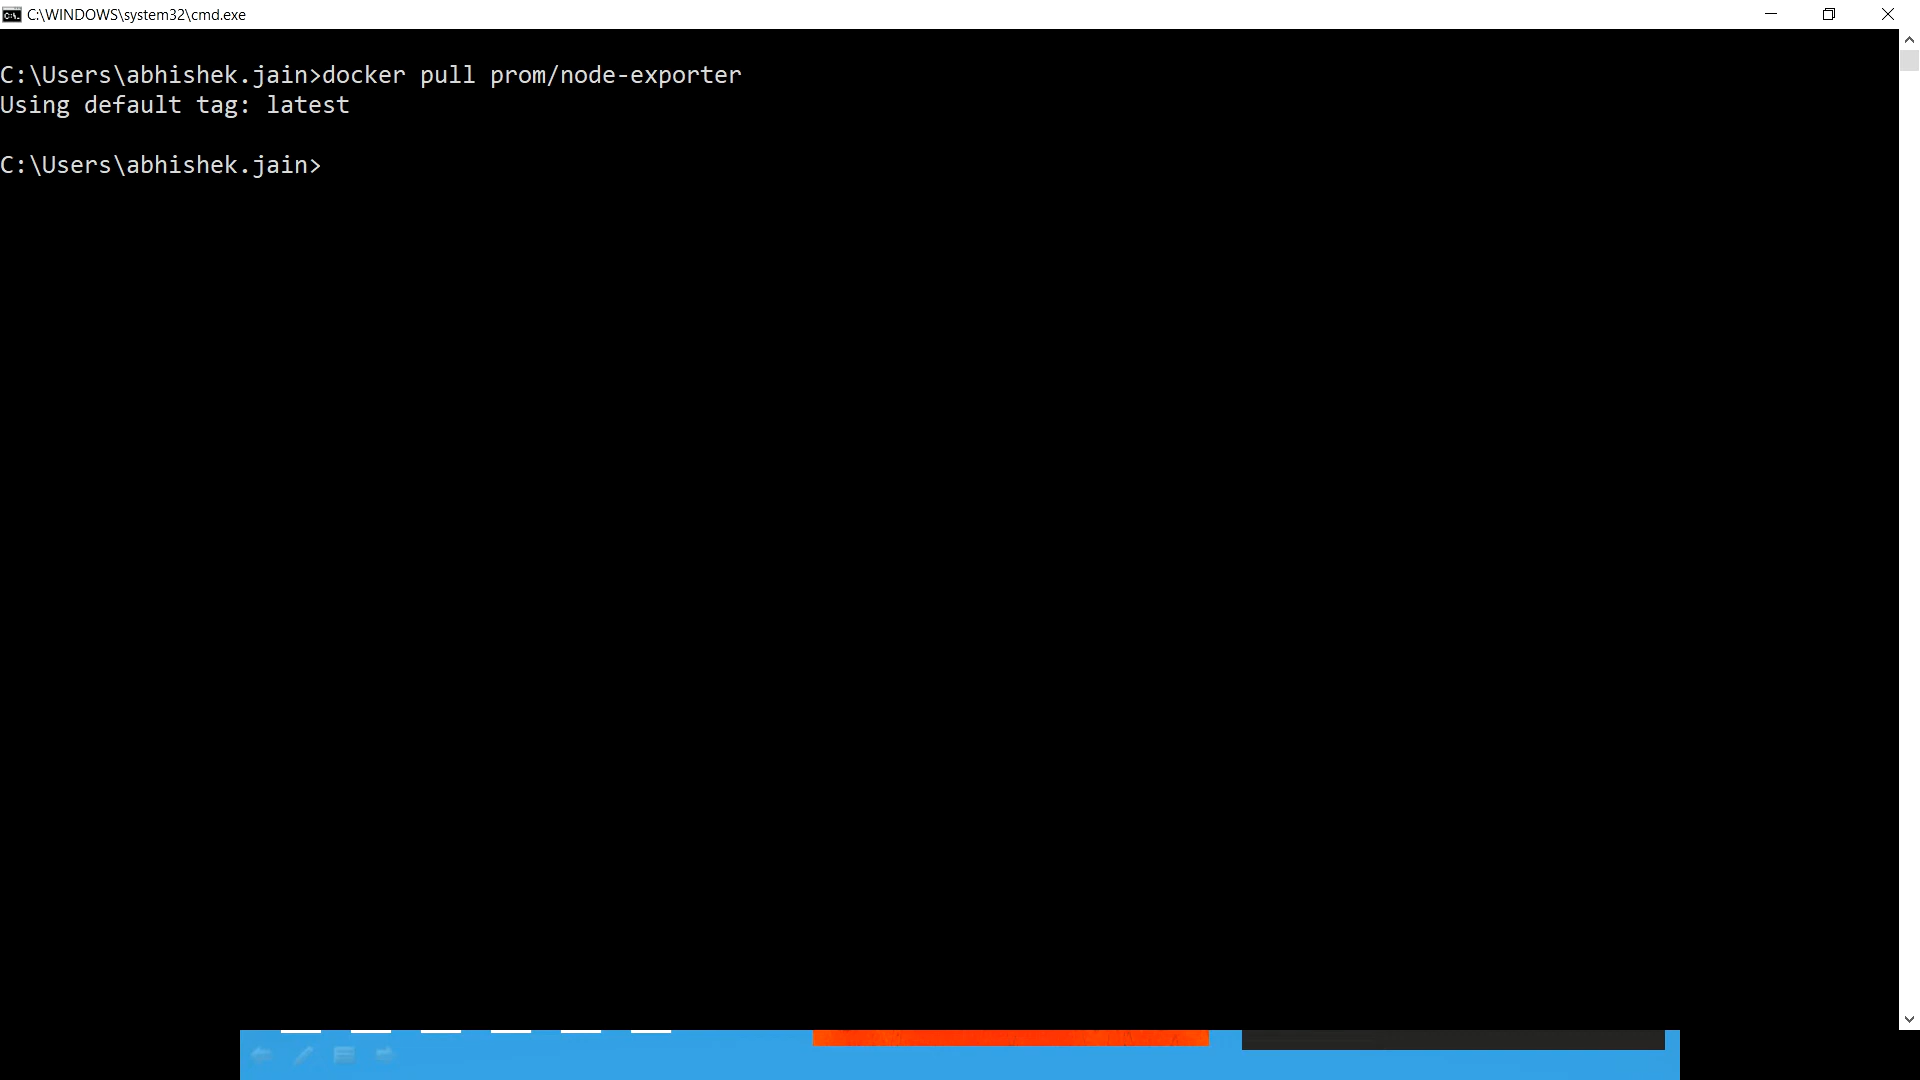 C:\WINDOWS\system32\cmd.exe
C:\Users\abhishek.jain>docker pull prom/node-exporter
Using default tag: latest
C:\Users\abhishek.jain>